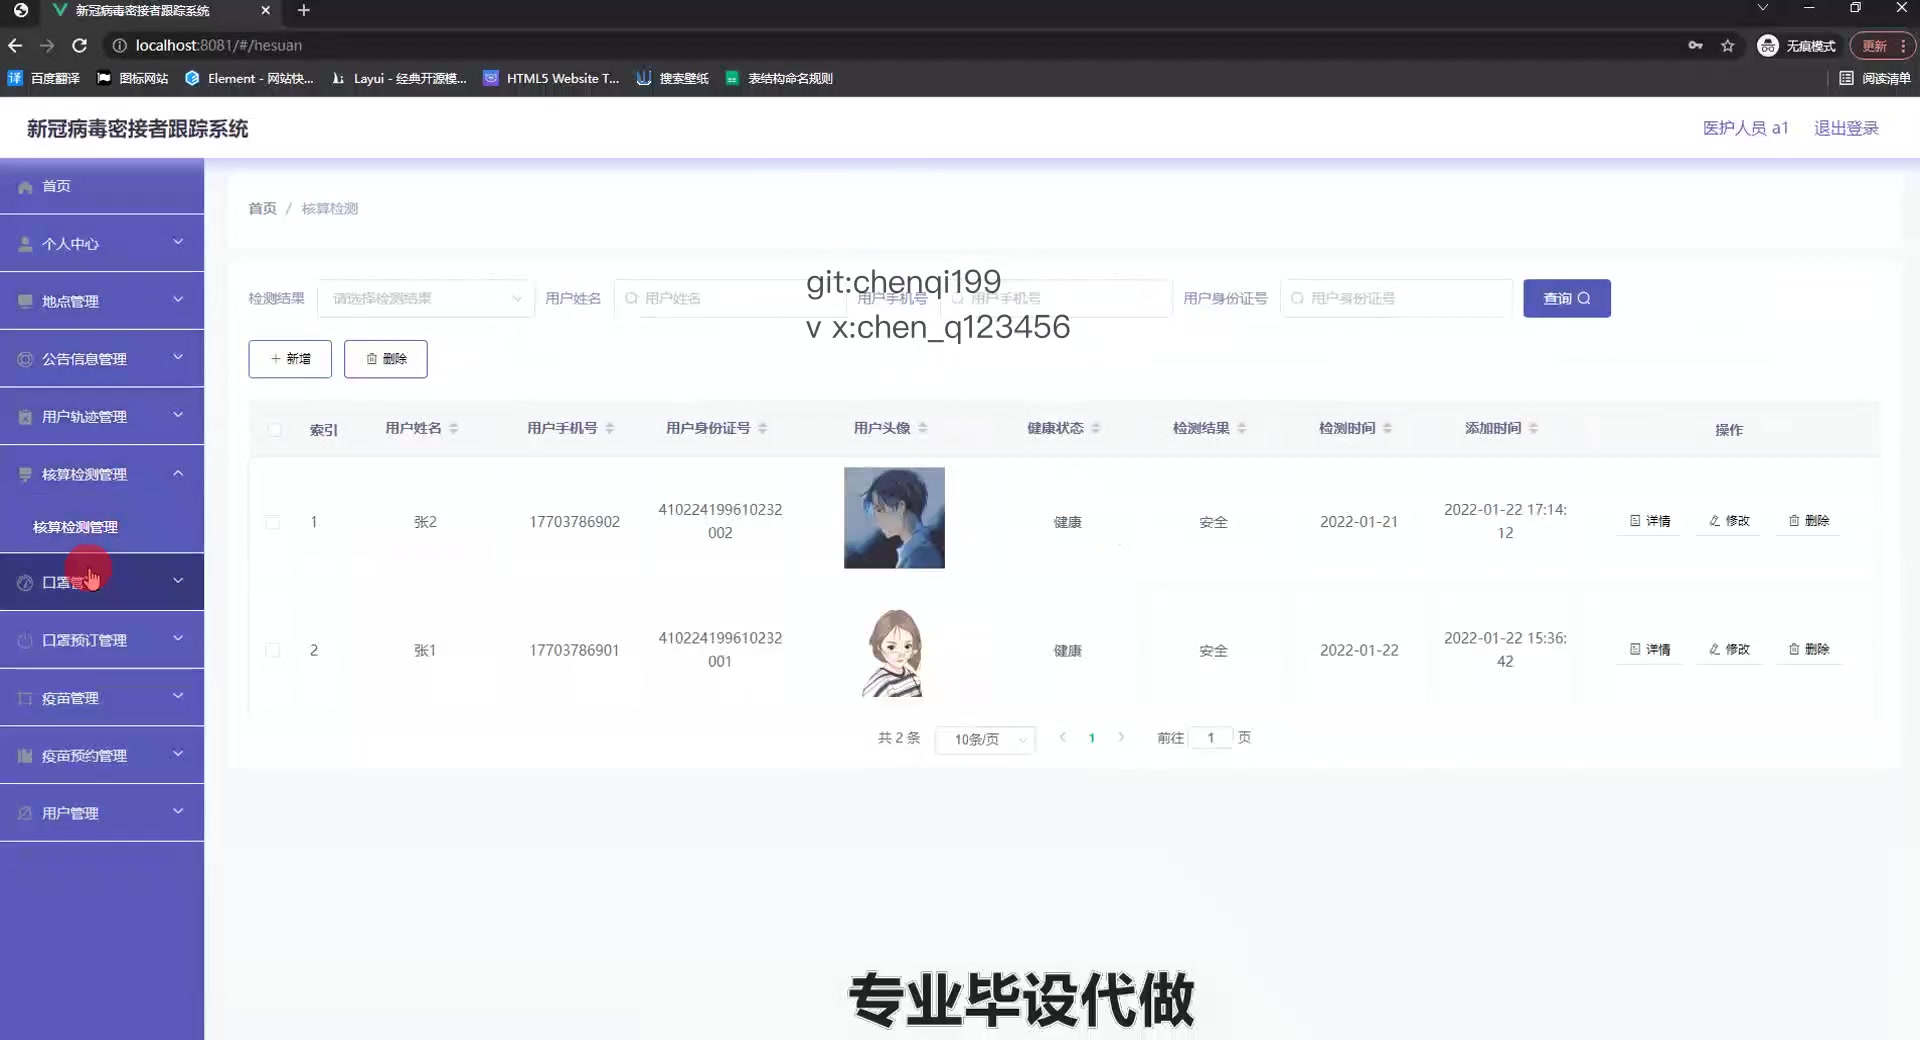 新冠病毒密接者跟踪系统
localhost:8081/#/hesuan
无痕模式
更新
百度翻译
图标网站
Element - 网站快...
Layui - 经典开源模...
HTML5 Website T...
搜索壁纸
表结构命名规则
阅读清单
新冠病毒密接者跟踪系统
医护人员 a1
退出登录
首页
个人中心
地点管理
公告信息管理
用户轨迹管理
核算检测管理
核算检测管理
口罩管
口罩预订管理
疫苗管理
疫苗预约管理
用户管理
首页 / 核算检测
检测结果 请选择检测结果 用户姓名 用户姓名 用户手机号 用户手机号 用户身份证号 用户身份证号 查询
git:chenqi199
v x:chen_q123456
新增 删除
索引 用户姓名 用户手机号 用户身份证号 用户头像 健康状态 检测结果 检测时间 添加时间 操作
1 张2 17703786902 410224199610232002 健康 安全 2022-01-21 2022-01-22 17:14:12 详情 修改 删除
2 张1 17703786901 410224199610232001 健康 安全 2022-01-22 2022-01-22 15:36:42 详情 修改 删除
共 2 条 10条/页 1 前往 1 页
专业毕设代做